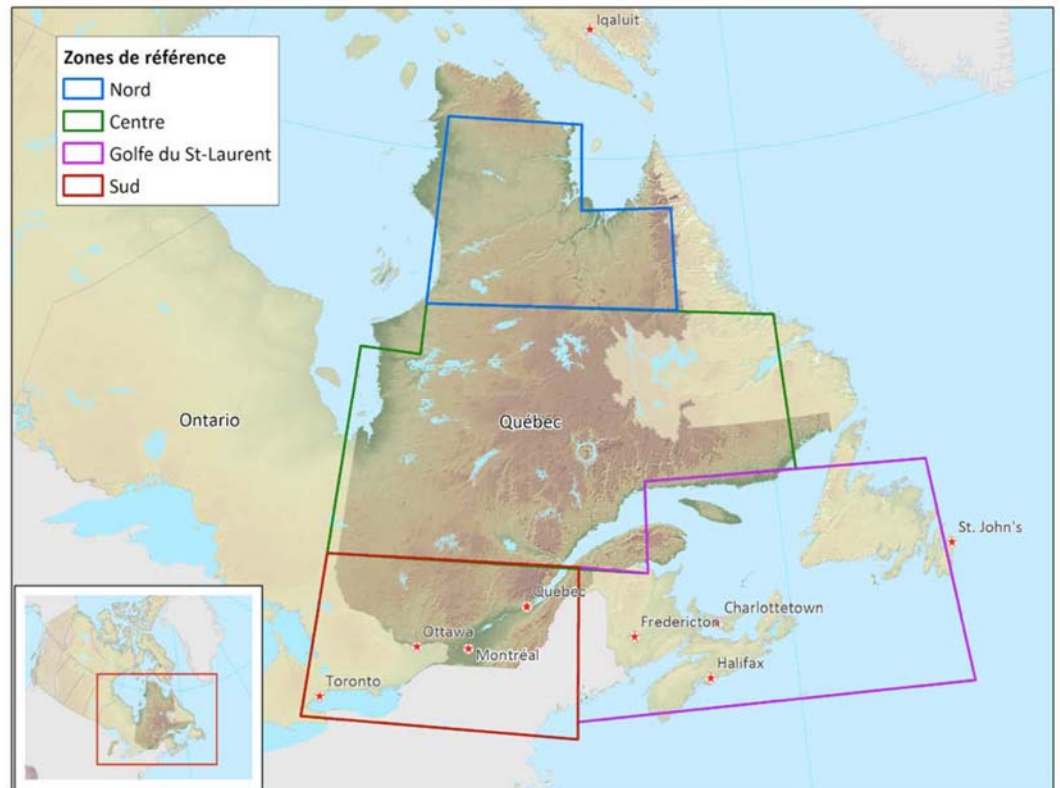 Iqaluit
Zones de référence
Nord
Centre
Golfe du St-Laurent
Sud
Ontario
Québec
St. John's
Québec
Charlottetown
Fredericton
Ottawa
Montréal
Halifax
Toronto